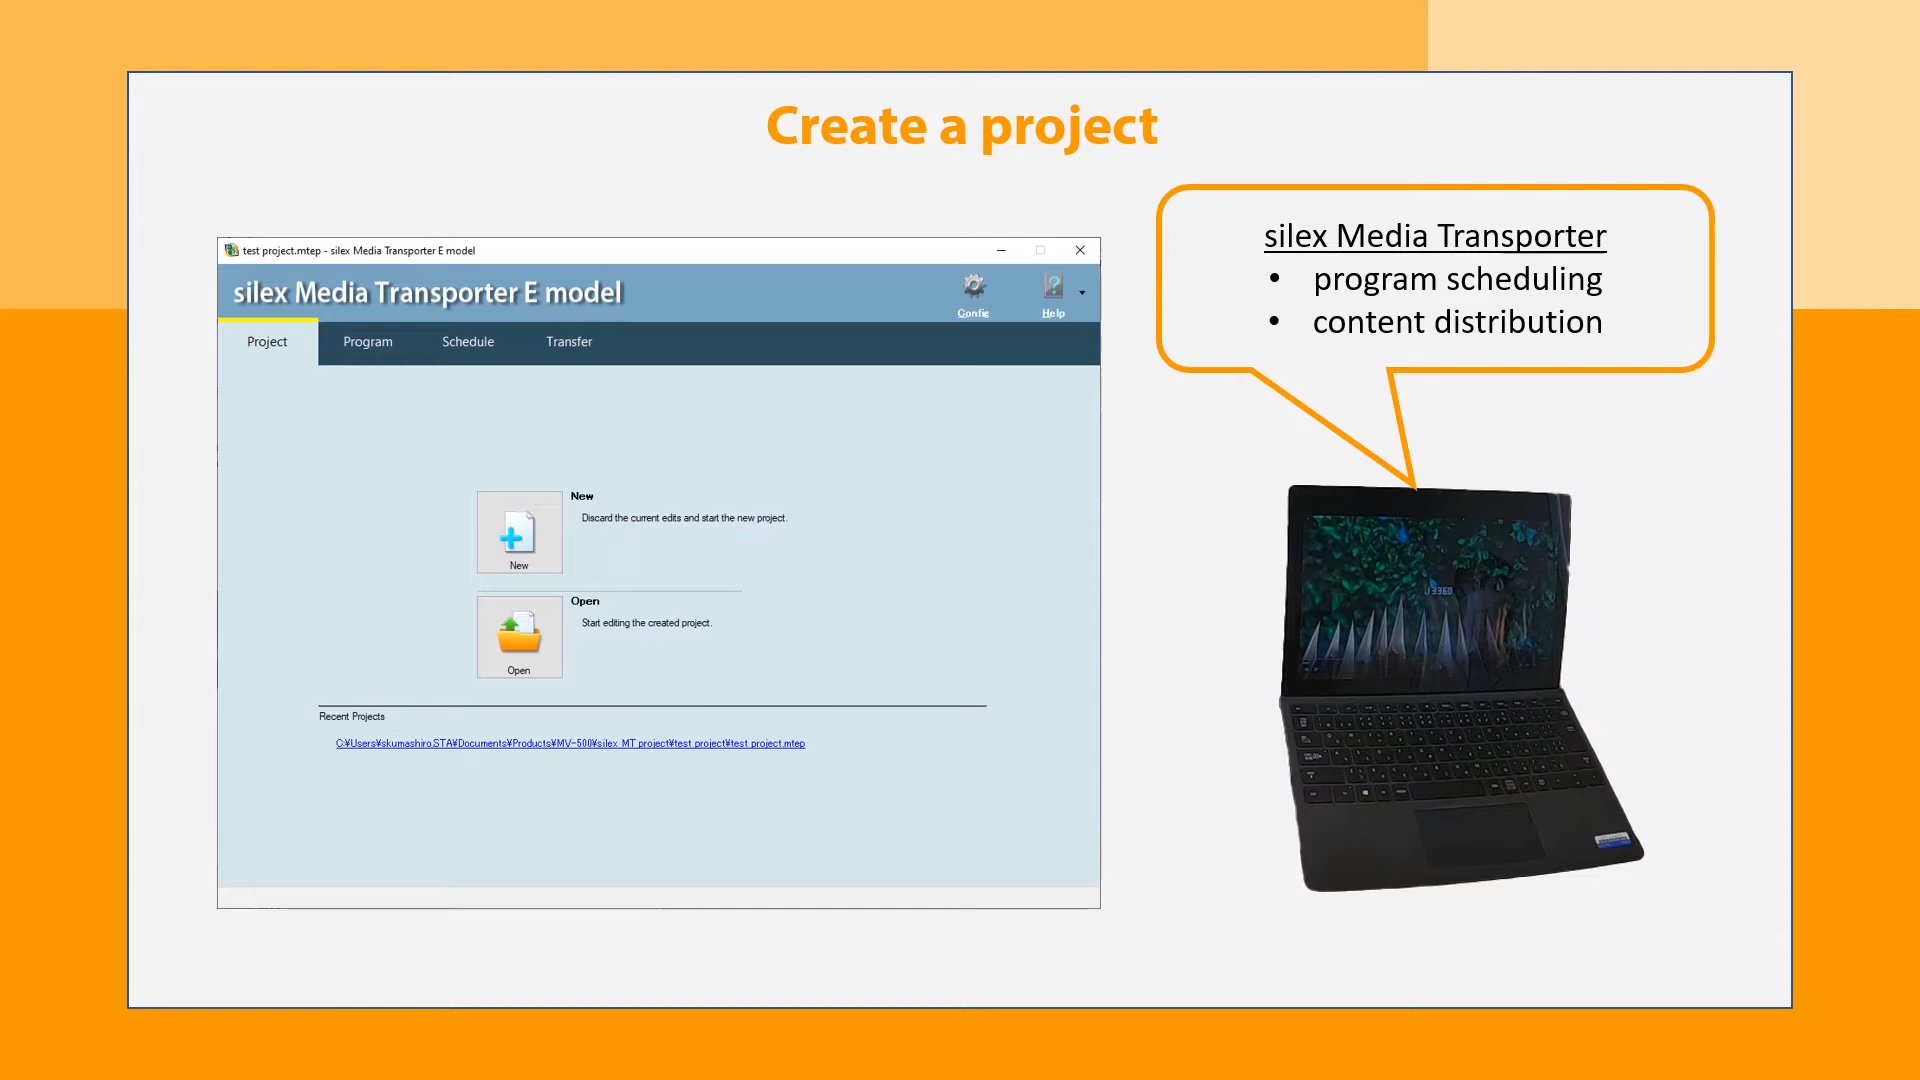 Create a project
silex Media Transporter
• program scheduling
• content distribution
test project.mtep - silex Media Transporter E model
silex Media Transporter E model
Config
Help
Project Program Schedule Transfer
New
Discard the current edits and start the new project.
New
Open
Start editing the created project.
Open
Recent Projects
C:¥Users¥skumashiro.STA¥Documents¥Products¥MV-500¥silex MT project¥test project¥test project.mtep